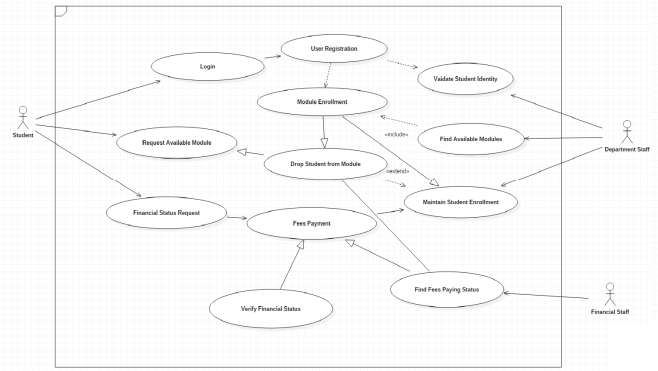 User Registration
Login
Vaidate Student Identity
Module Enrollment
Student
«include»
Department Staff
Request Available Module
Find Available Modules
Drop Student from Module
«extend»
Maintain Student Enrollment
Financial Status Request
Fees Payment
Find Fees Paying Status
Verify Financial Status
Financial Staff